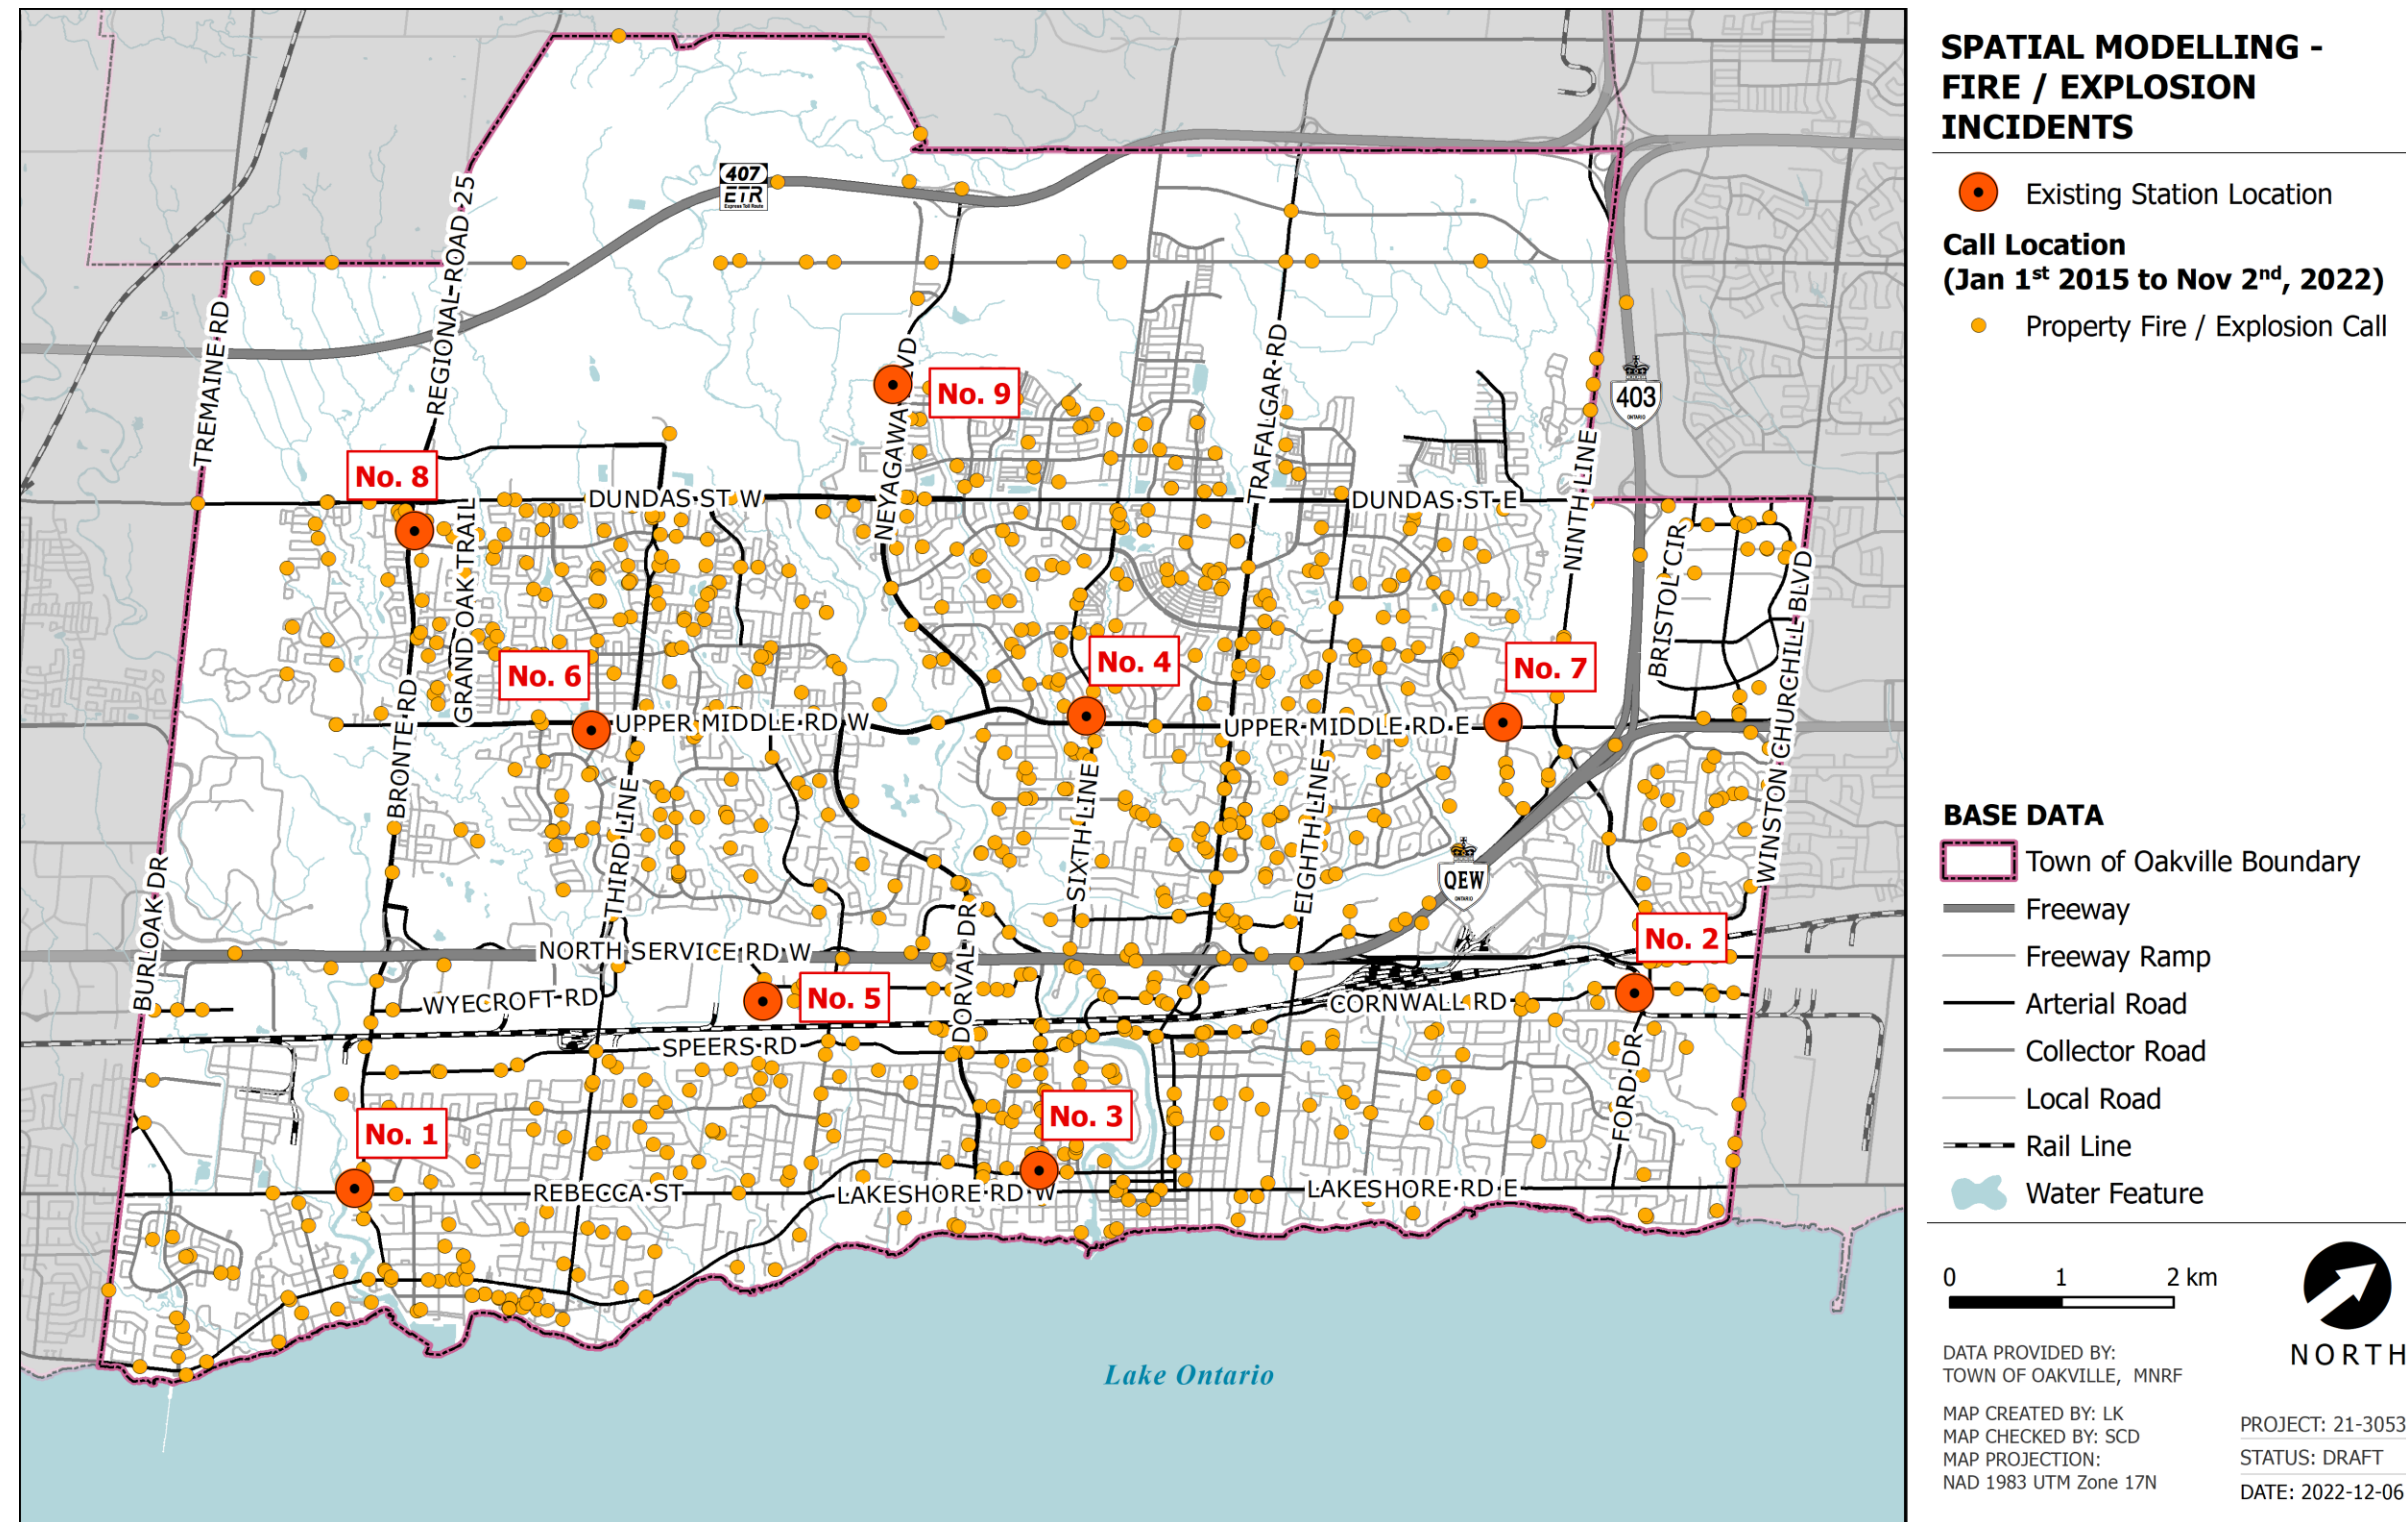 SPATIAL MODELLING -
FIRE / EXPLOSION
INCIDENTS
Existing Station Location
Call Location
(Jan 1st 2015 to Nov 2nd, 2022)
Property Fire / Explosion Call
BASE DATA
Town of Oakville Boundary
Freeway
Freeway Ramp
Arterial Road
Collector Road
Local Road
Rail Line
Water Feature
0 1 2 km
NORTH
DATA PROVIDED BY:
TOWN OF OAKVILLE, MNRF
MAP CREATED BY: LK
MAP CHECKED BY: SCD
MAP PROJECTION:
NAD 1983 UTM Zone 17N
PROJECT: 21-3053
STATUS: DRAFT
DATE: 2022-12-06
407
ETR
Express Toll Route
REGIONAL ROAD 25
TREMAINE RD
NEYAGAWA BLVD
No. 9
TRAFALGAR RD
403
ONTARIO
No. 8
DUNDAS ST W
DUNDAS ST E
NINTH LINE
GRAND OAK TRAIL
BRISTOL CIR
WINSTON CHURCHILL BLVD
No. 6
No. 4
No. 7
BRONTE RD
UPPER MIDDLE RD W
UPPER MIDDLE RD E
THIRD LINE
SIXTH LINE
EIGHTH LINE
QEW
ONTARIO
BURLOAK DR
NORTH SERVICE RD W
DORVAL DR
No. 2
WYECROFT RD
No. 5
CORNWALL RD
SPEERS RD
FORD DR
No. 1
No. 3
REBECCA ST
LAKESHORE RD W
LAKESHORE RD E
Lake Ontario